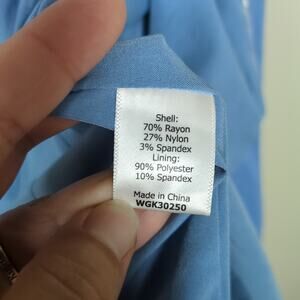 Shell:
70% Rayon
27% Nylon
3% Spandex
Lining:
90% Polyester
10% Spandex
Made in China
WGK30250